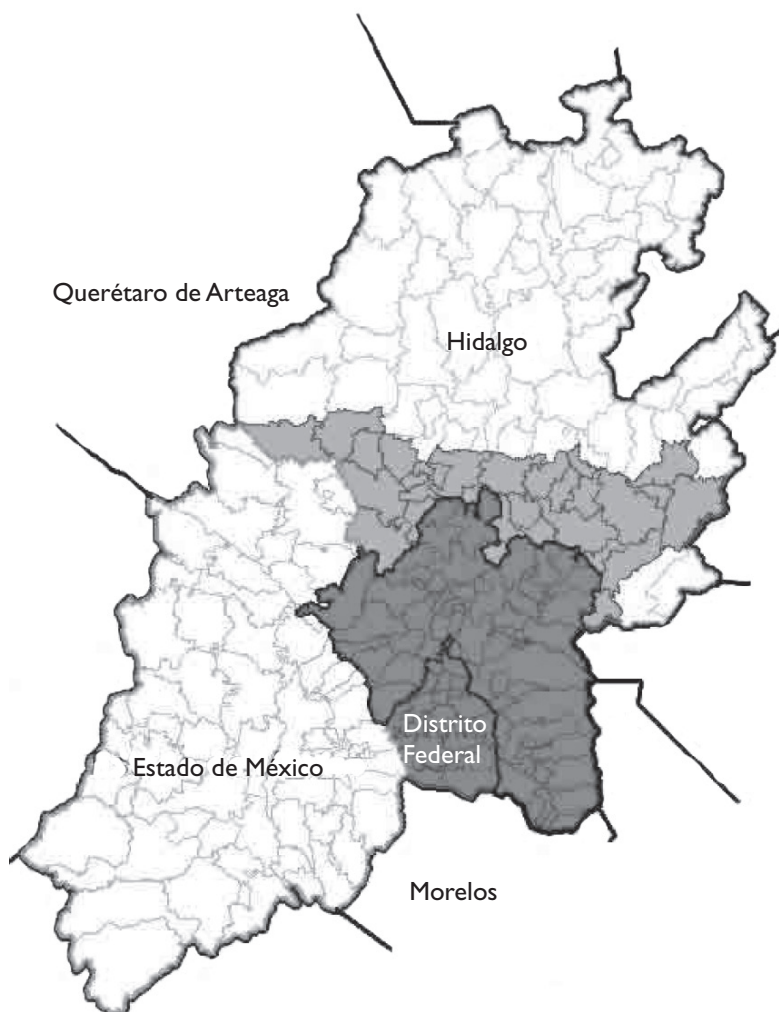 Querétaro de Arteaga
Hidalgo
Distrito
Federal
Estado de México
Morelos